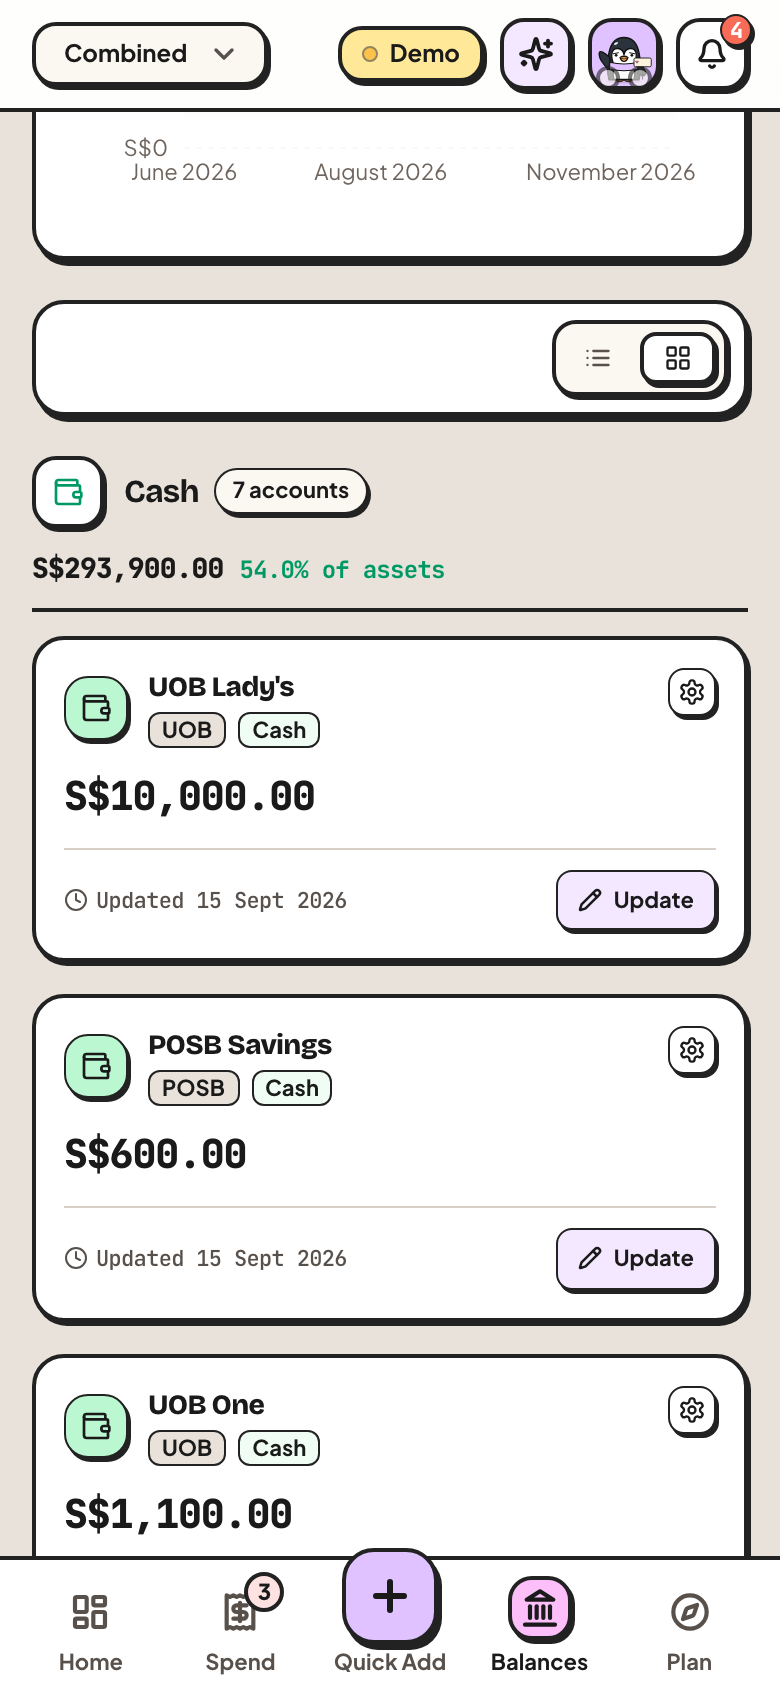 Combined
Demo
4
S$0
June 2026
August 2026
November 2026
Cash
7 accounts
S$293,900.00 54.0% of assets
UOB Lady's
UOB
Cash
S$10,000.00
Updated 15 Sept 2026
Update
POSB Savings
POSB
Cash
S$600.00
Updated 15 Sept 2026
Update
UOB One
UOB
Cash
S$1,100.00
3
Home
Spend
Quick Add
Balances
Plan